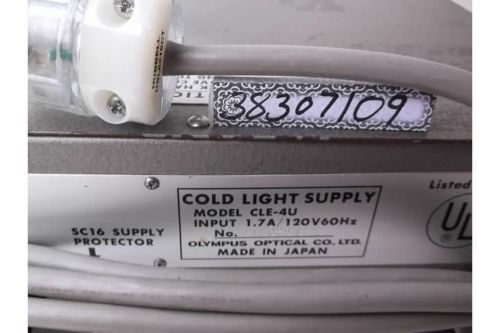 38307109
COLD LIGHT SUPPLY
MODEL CLE-4U
INPUT 1.7A/120V60Hz
No.
OLYMPUS OPTICAL CO., LTD.
MADE IN JAPAN
SC16 SUPPLY
PROTECTOR
Listed
UL